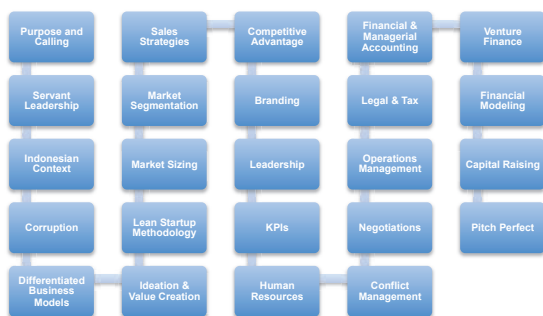 Purpose and
Calling
Servant
Leadership
Indonesian
Context
Corruption
Differentiated
Business
Models
Ideation &
Value Creation
Lean Startup
Methodology
Market Sizing
Market
Segmentation
Sales
Strategies
Competitive
Advantage
Branding
Leadership
KPIs
Human
Resources
Conflict
Management
Negotiations
Operations
Management
Legal & Tax
Financial &
Managerial
Accounting
Venture
Finance
Financial
Modeling
Capital Raising
Pitch Perfect